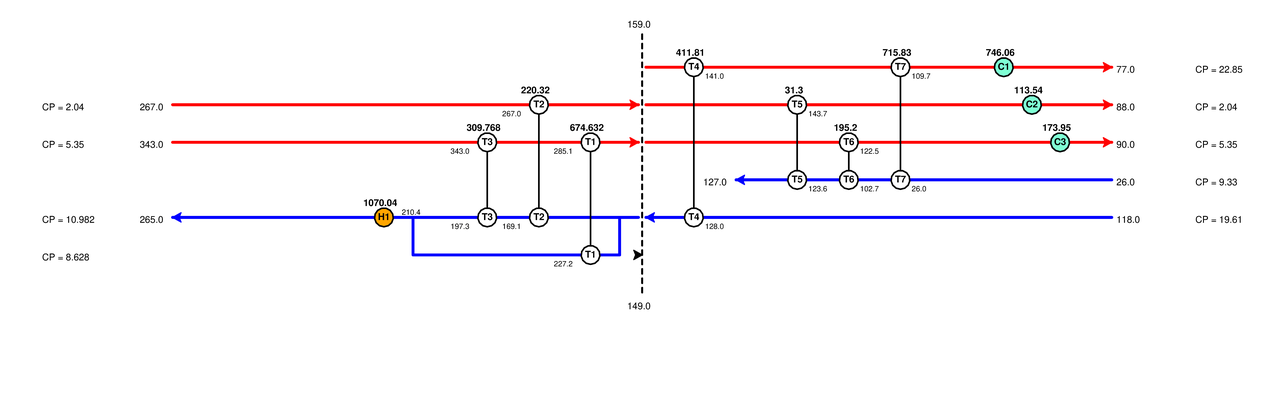 159.0
411.81 715.83 746.06
T4 T7 C1 77.0 CP = 22.85
141.0 109.7
220.32 31.3 113.54
CP = 2.04 267.0 T2 T5 C2 88.0 CP = 2.04
267.0 143.7
309.768 674.632 195.2 173.95
CP = 5.35 343.0 T3 T1 T6 C3 90.0 CP = 5.35
343.0 285.1 122.5
127.0 T5 T6 T7 26.0 CP = 9.33
123.6 102.7 26.0
1070.04
210.4
CP = 10.982 265.0 H1 T3 T2 T4 118.0 CP = 19.61
197.3 169.1 128.0
CP = 8.628 T1
227.2
149.0